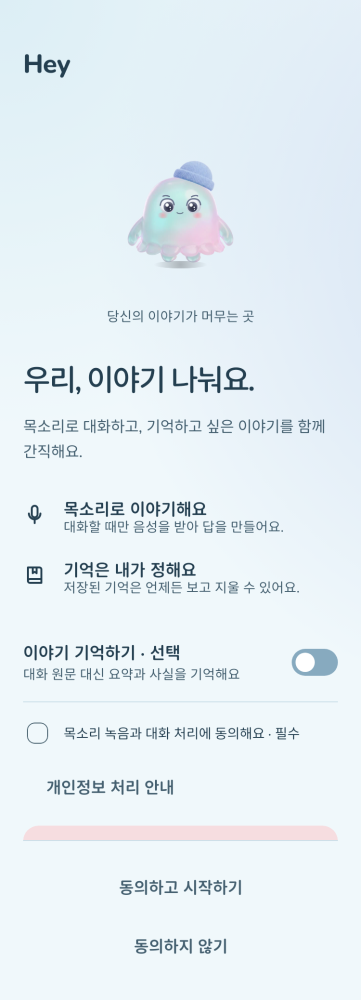 Hey
당신의 이야기가 머무는 곳
우리, 이야기 나눠요.
목소리로 대화하고, 기억하고 싶은 이야기를 함께
간직해요.
목소리로 이야기해요
대화할 때만 음성을 받아 답을 만들어요.
기억은 내가 정해요
저장된 기억은 언제든 보고 지울 수 있어요.
이야기 기억하기 · 선택
대화 원문 대신 요약과 사실을 기억해요
목소리 녹음과 대화 처리에 동의해요 · 필수
개인정보 처리 안내
동의하고 시작하기
동의하지 않기